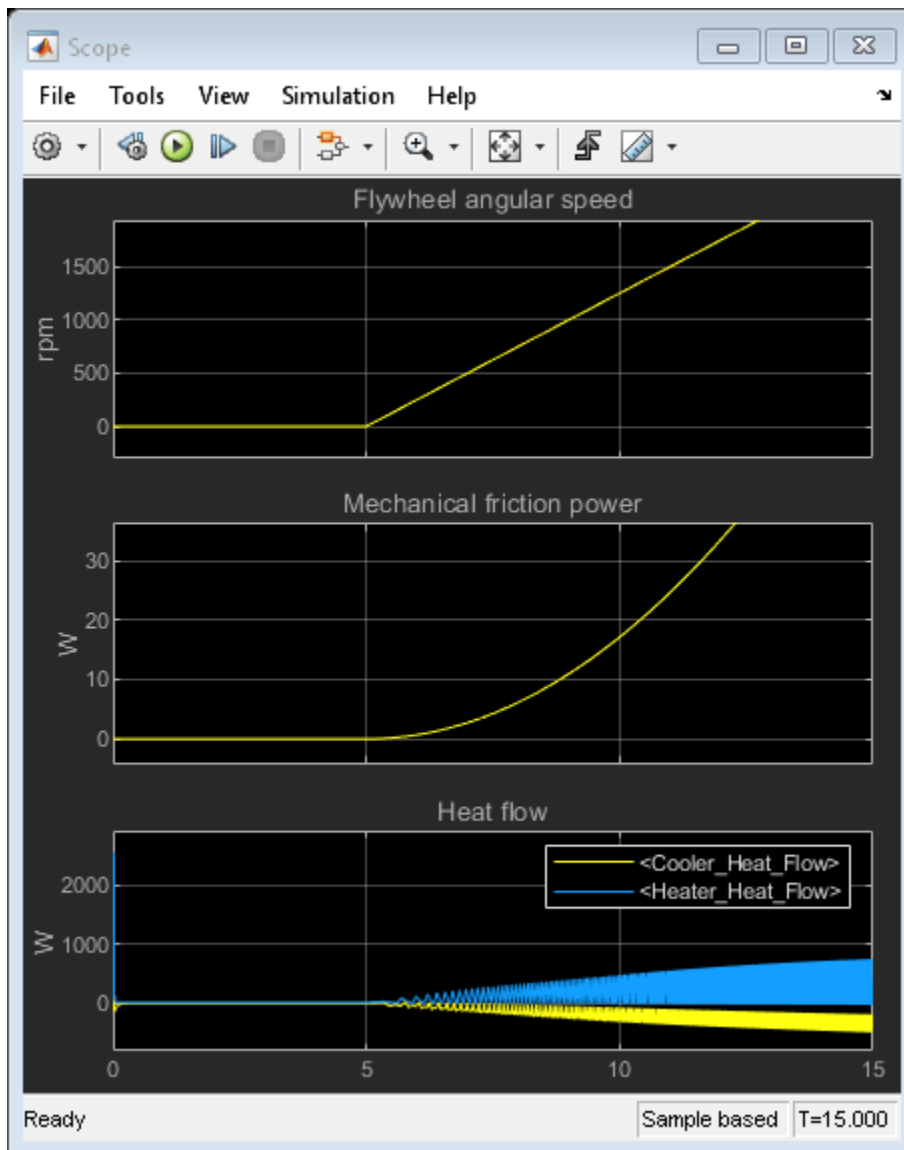 Scope
File Tools View Simulation Help
Flywheel angular speed
1500
1000
500
0
rpm
Mechanical friction power
30
20
10
0
W
Heat flow
<Cooler_Heat_Flow>
<Heater_Heat_Flow>
2000
1000
0
W
0 5 10 15
Ready Sample based T=15.000